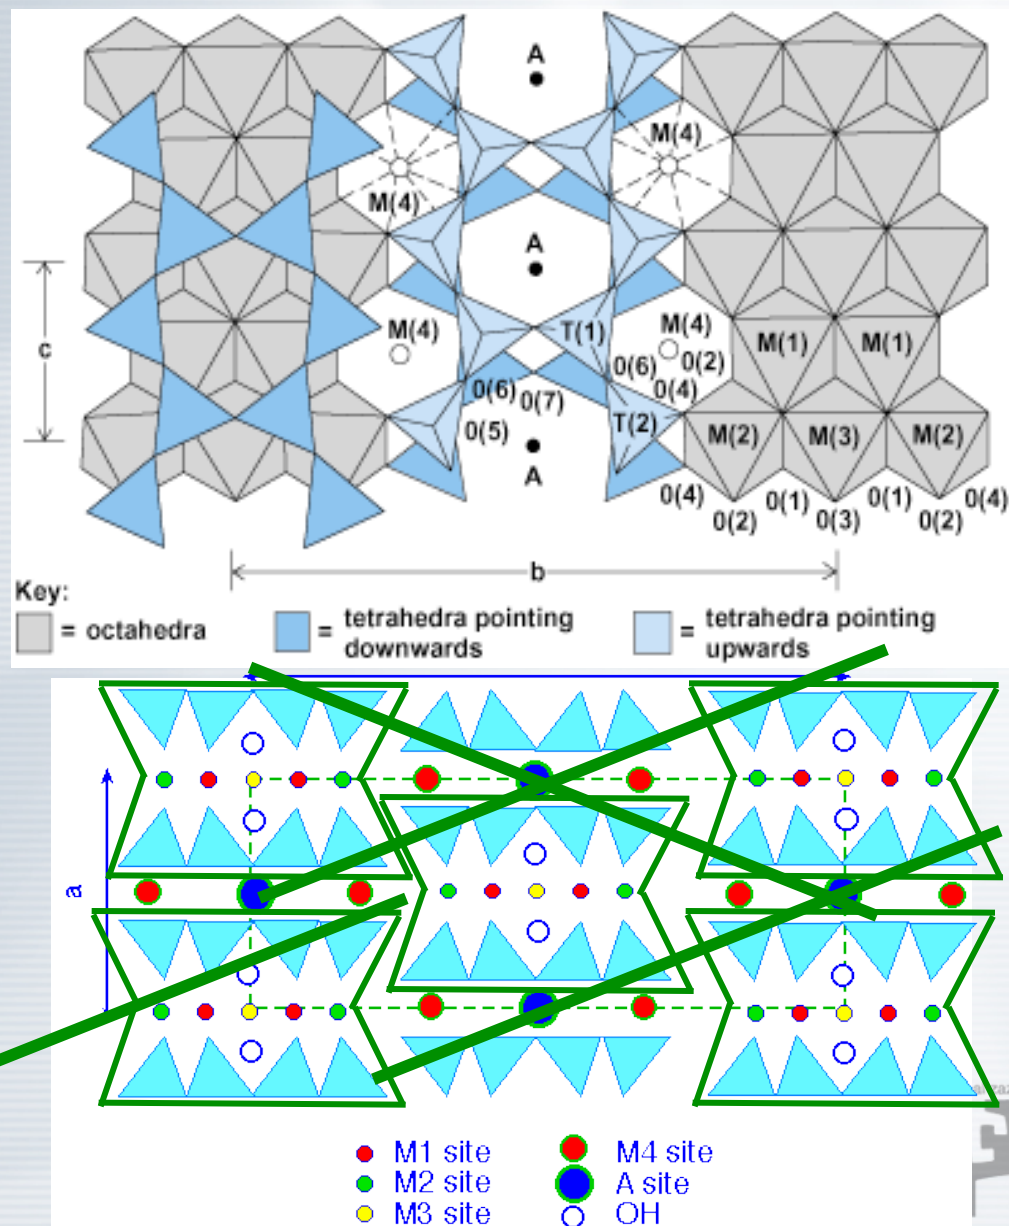 A
M(4)
M(4)
A
c
M(4)
T(1)
M(4)
0(2)
M(1)
M(1)
0(6)
0(6)
0(4)
0(7)
0(5)
T(2)
M(2)
M(3)
M(2)
A
0(4)
0(1)
0(1)
0(4)
0(2)
0(3)
0(2)
b
Key:
= octahedra
= tetrahedra pointing
downwards
= tetrahedra pointing
upwards
a
M1 site
M4 site
M2 site
A site
M3 site
OH